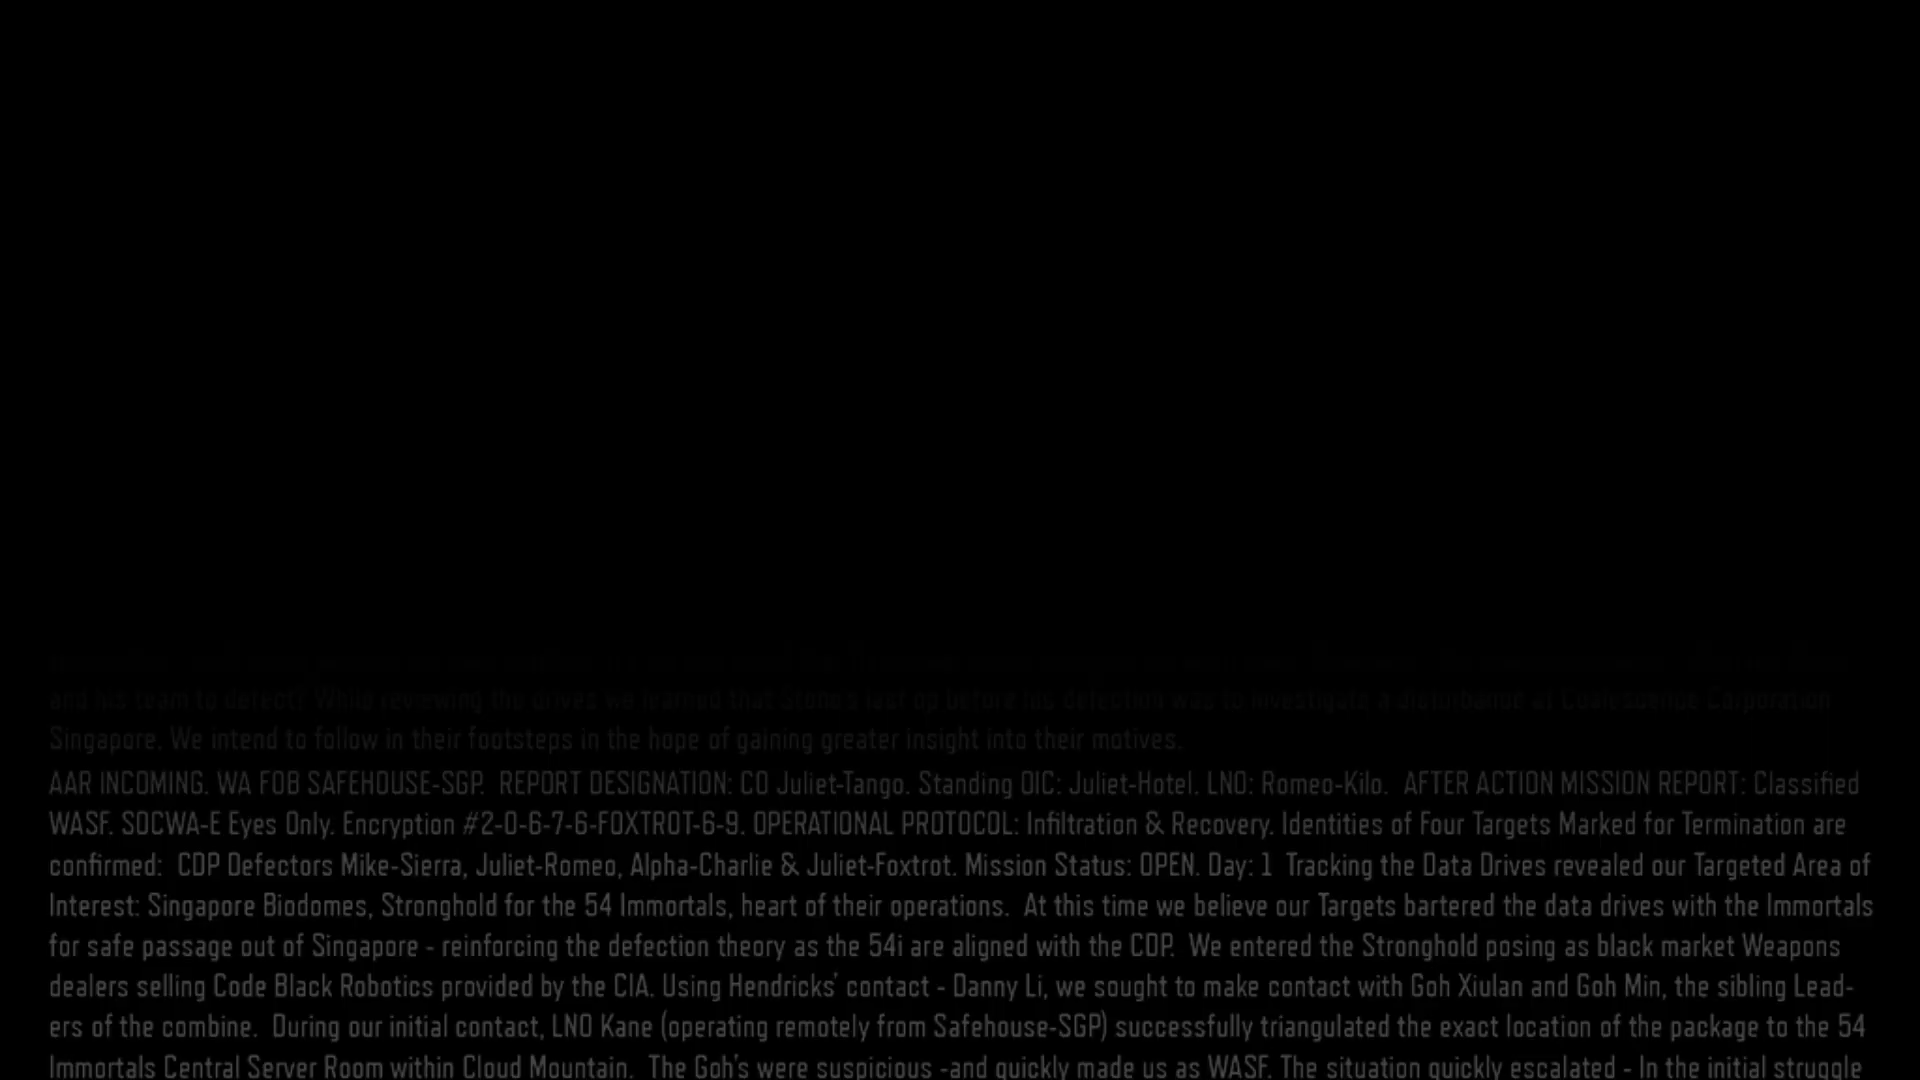 and his team to defect? While reviewing the drives we learned that Stone's last op before his defection was to investigate a disturbance at Coalescence Corporation
Singapore. We intend to follow in their footsteps in the hope of gaining greater insight into their motives.
AAR INCOMING. WA FOB SAFEHOUSE-SGP.  REPORT DESIGNATION: CO Juliet-Tango. Standing OIC: Juliet-Hotel. LNO: Romeo-Kilo.  AFTER ACTION MISSION REPORT: Classified
WASF. SOCWA-E Eyes Only. Encryption #2-0-6-7-6-FOXTROT-6-9. OPERATIONAL PROTOCOL: Infiltration & Recovery. Identities of Four Targets Marked for Termination are
confirmed:  CDP Defectors Mike-Sierra, Juliet-Romeo, Alpha-Charlie & Juliet-Foxtrot. Mission Status: OPEN. Day: 1  Tracking the Data Drives revealed our Targeted Area of
Interest: Singapore Biodomes, Stronghold for the 54 Immortals, heart of their operations.  At this time we believe our Targets bartered the data drives with the Immortals
for safe passage out of Singapore - reinforcing the defection theory as the 54i are aligned with the CDP.  We entered the Stronghold posing as black market Weapons
dealers selling Code Black Robotics provided by the CIA. Using Hendricks' contact - Danny Li, we sought to make contact with Goh Xiulan and Goh Min, the sibling Lead-
ers of the combine.  During our initial contact, LNO Kane (operating remotely from Safehouse-SGP) successfully triangulated the exact location of the package to the 54
Immortals Central Server Room within Cloud Mountain.  The Goh's were suspicious -and quickly made us as WASF. The situation quickly escalated - In the initial struggle